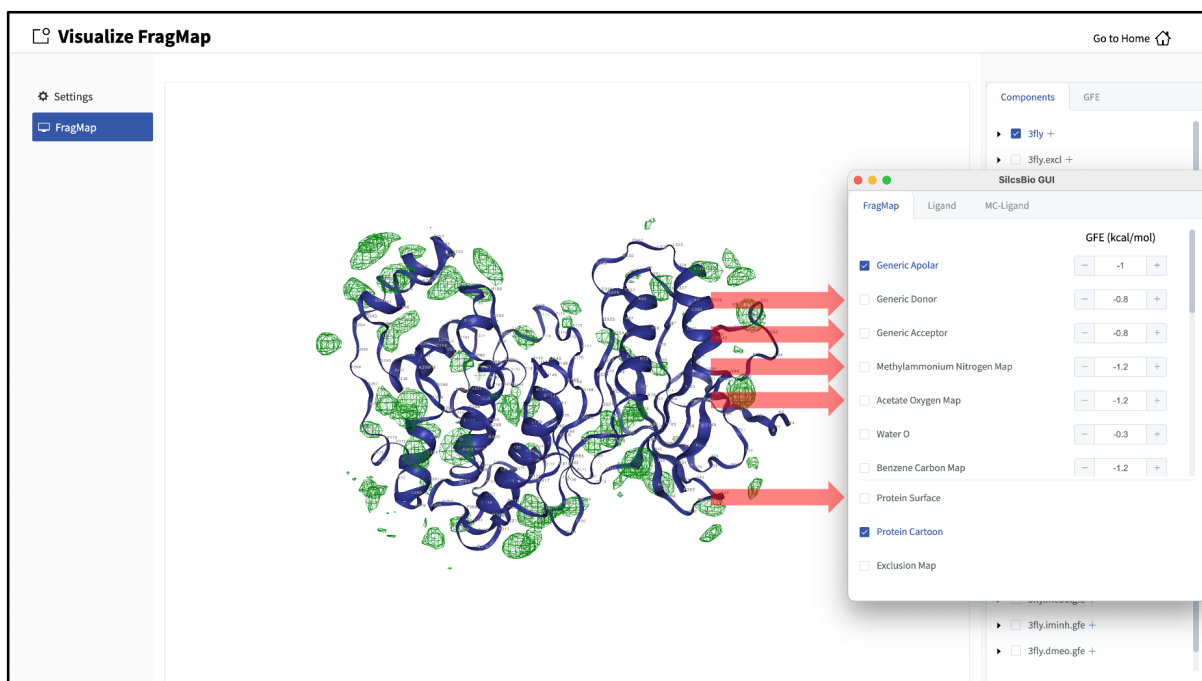 Visualize FragMap
Go to Home
Settings
FragMap
Components
GFE
3fly +
3fly.excl +
SilcsBio GUI
FragMap
Ligand
MC-Ligand
GFE (kcal/mol)
Generic Apolar
− -1 +
Generic Donor
− -0.8 +
Generic Acceptor
− -0.8 +
Methylammonium Nitrogen Map
− -1.2 +
Acetate Oxygen Map
− -1.2 +
Water O
− -0.3 +
Benzene Carbon Map
− -1.2 +
Protein Surface
Protein Cartoon
Exclusion Map
3fly.iminh.gfe +
3fly.dmeo.gfe +